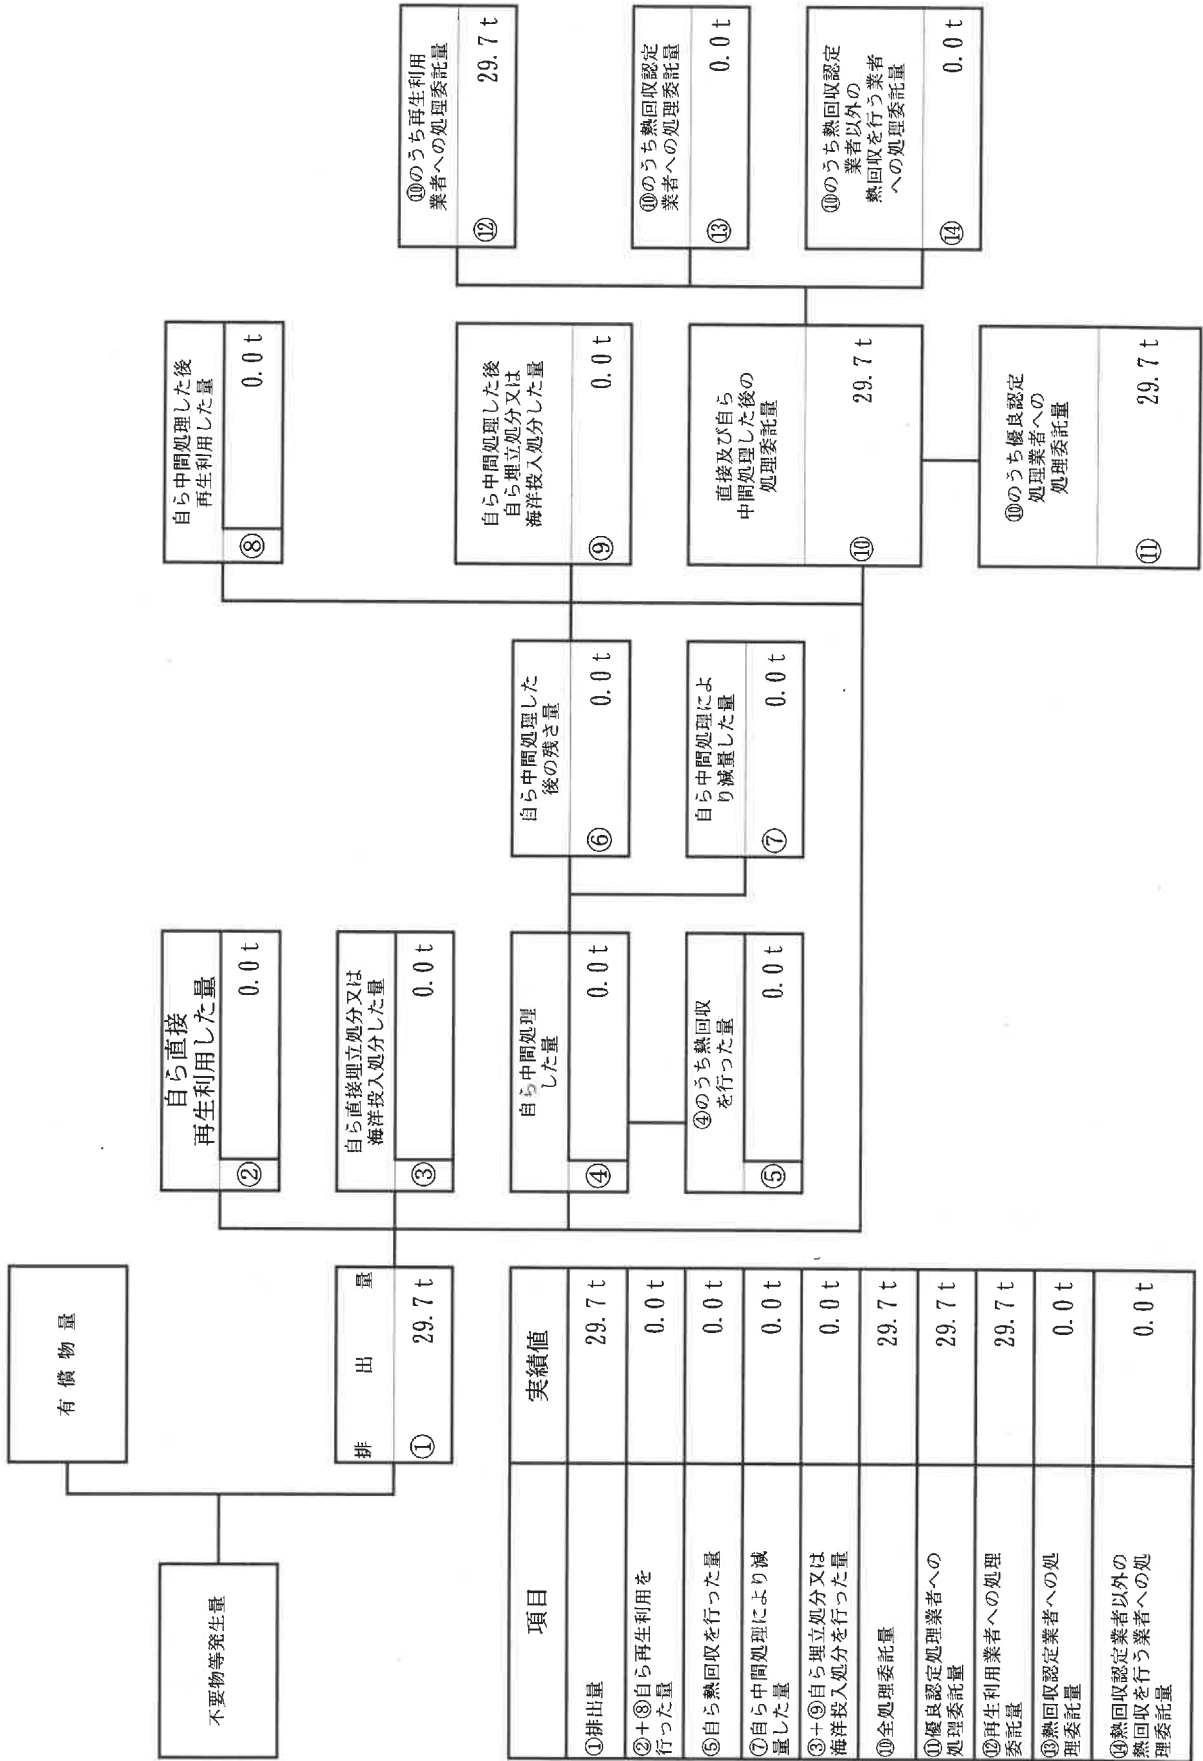 不要物等発生量
有償物量
排出量
① 29.7 t
自ら直接
再生利用した量
② 0.0 t
自ら直接埋立処分又は
海洋投入処分した量
③ 0.0 t
自ら中間処理
した量
④ 0.0 t
④のうち熱回収
を行った量
⑤ 0.0 t
自ら中間処理した
後の残さ量
⑥ 0.0 t
自ら中間処理によ
り減量した量
⑦ 0.0 t
自ら中間処理した後
再生利用した量
⑧ 0.0 t
自ら中間処理した後
自ら埋立処分又は
海洋投入処分した量
⑨ 0.0 t
直接及び自ら
中間処理した後の
処理委託量
⑩ 29.7 t
⑩のうち優良認定
処理業者への
処理委託量
⑪ 29.7 t
⑩のうち再生利用
業者への処理委託量
⑫ 29.7 t
⑩のうち熱回収認定
業者への処理委託量
⑬ 0.0 t
⑩のうち熱回収認定
業者以外の
熱回収を行う業者
への処理委託量
⑭ 0.0 t
項目 実績値
①排出量 29.7 t
②+⑧自ら再生利用を
行った量 0.0 t
⑤自ら熱回収を行った量 0.0 t
⑦自ら中間処理により減
量した量 0.0 t
③+⑨自ら埋立処分又は
海洋投入処分を行った量 0.0 t
⑩全処理委託量 29.7 t
⑪優良認定処理業者への
処理委託量 29.7 t
⑫再生利用業者への処理
委託量 29.7 t
⑬熱回収認定業者への処
理委託量 0.0 t
⑭熱回収認定業者以外の
熱回収を行う業者への処
理委託量 0.0 t